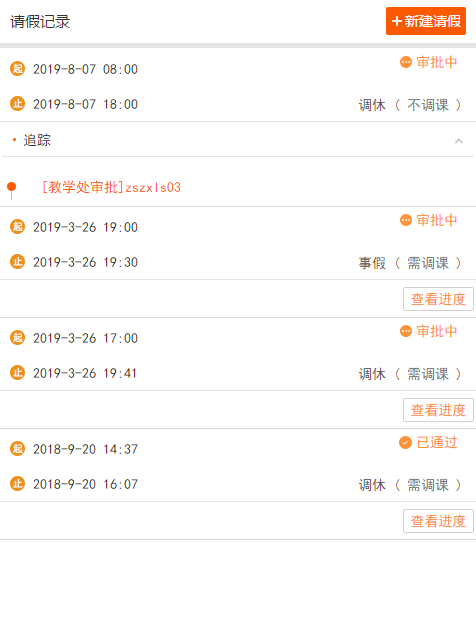 请假记录 +新建请假
起 2019-8-07 08:00 审批中
止 2019-8-07 18:00 调休（ 不调课 ）
· 追踪
[教学处审批]zszxls03
起 2019-3-26 19:00 审批中
止 2019-3-26 19:30 事假（ 需调课 ）
查看进度
起 2019-3-26 17:00 审批中
止 2019-3-26 19:41 调休（ 需调课 ）
查看进度
起 2018-9-20 14:37 已通过
止 2018-9-20 16:07 调休（ 需调课 ）
查看进度